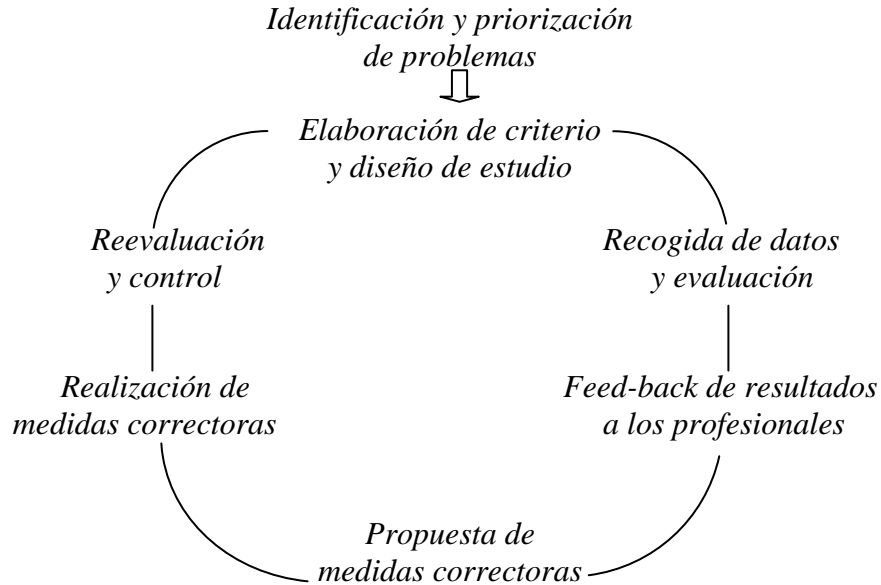 Identificación y priorización
de problemas
Elaboración de criterio
y diseño de estudio
Reevaluación
y control
Recogida de datos
y evaluación
Realización de
medidas correctoras
Feed-back de resultados
a los profesionales
Propuesta de
medidas correctoras